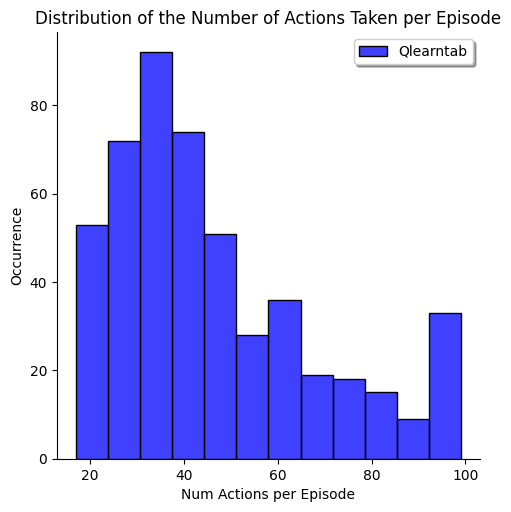 Distribution of the Number of Actions Taken per Episode
Qlearntab
80
60
40
20
0
Occurrence
20 40 60 80 100
Num Actions per Episode